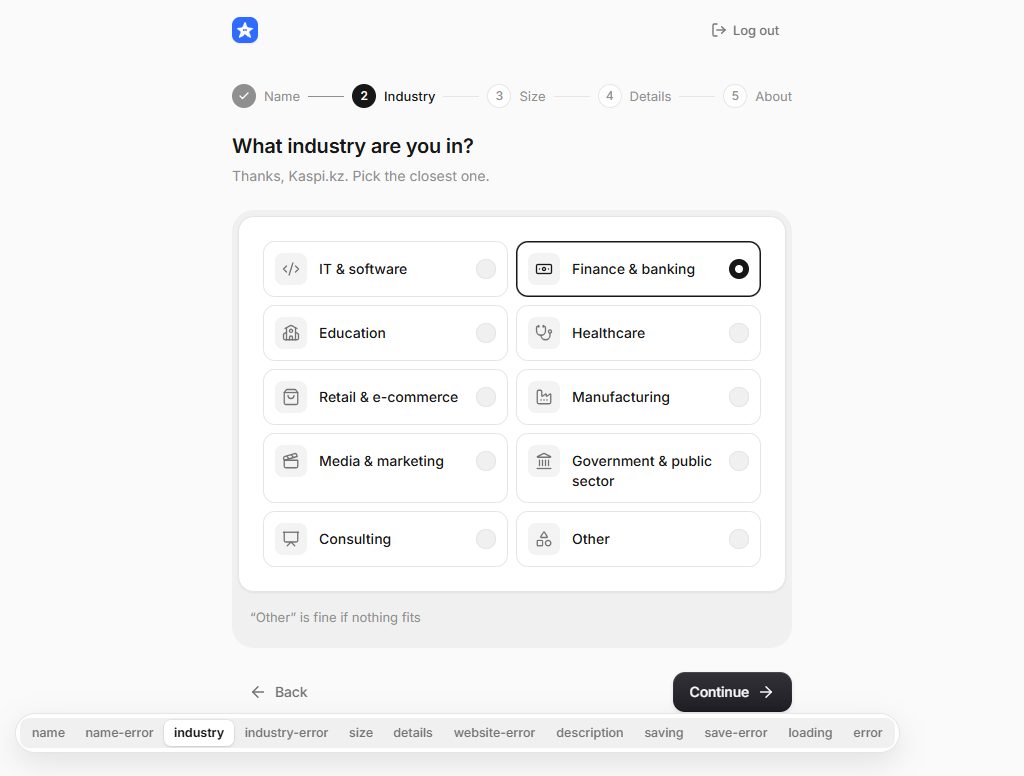 Log out
Name
2 Industry
3 Size
4 Details
5 About
What industry are you in?
Thanks, Kaspi.kz. Pick the closest one.
IT & software
Finance & banking
Education
Healthcare
Retail & e-commerce
Manufacturing
Media & marketing
Government & public
sector
Consulting
Other
“Other” is fine if nothing fits
Back
Continue
name name-error industry industry-error size details website-error description saving save-error loading error